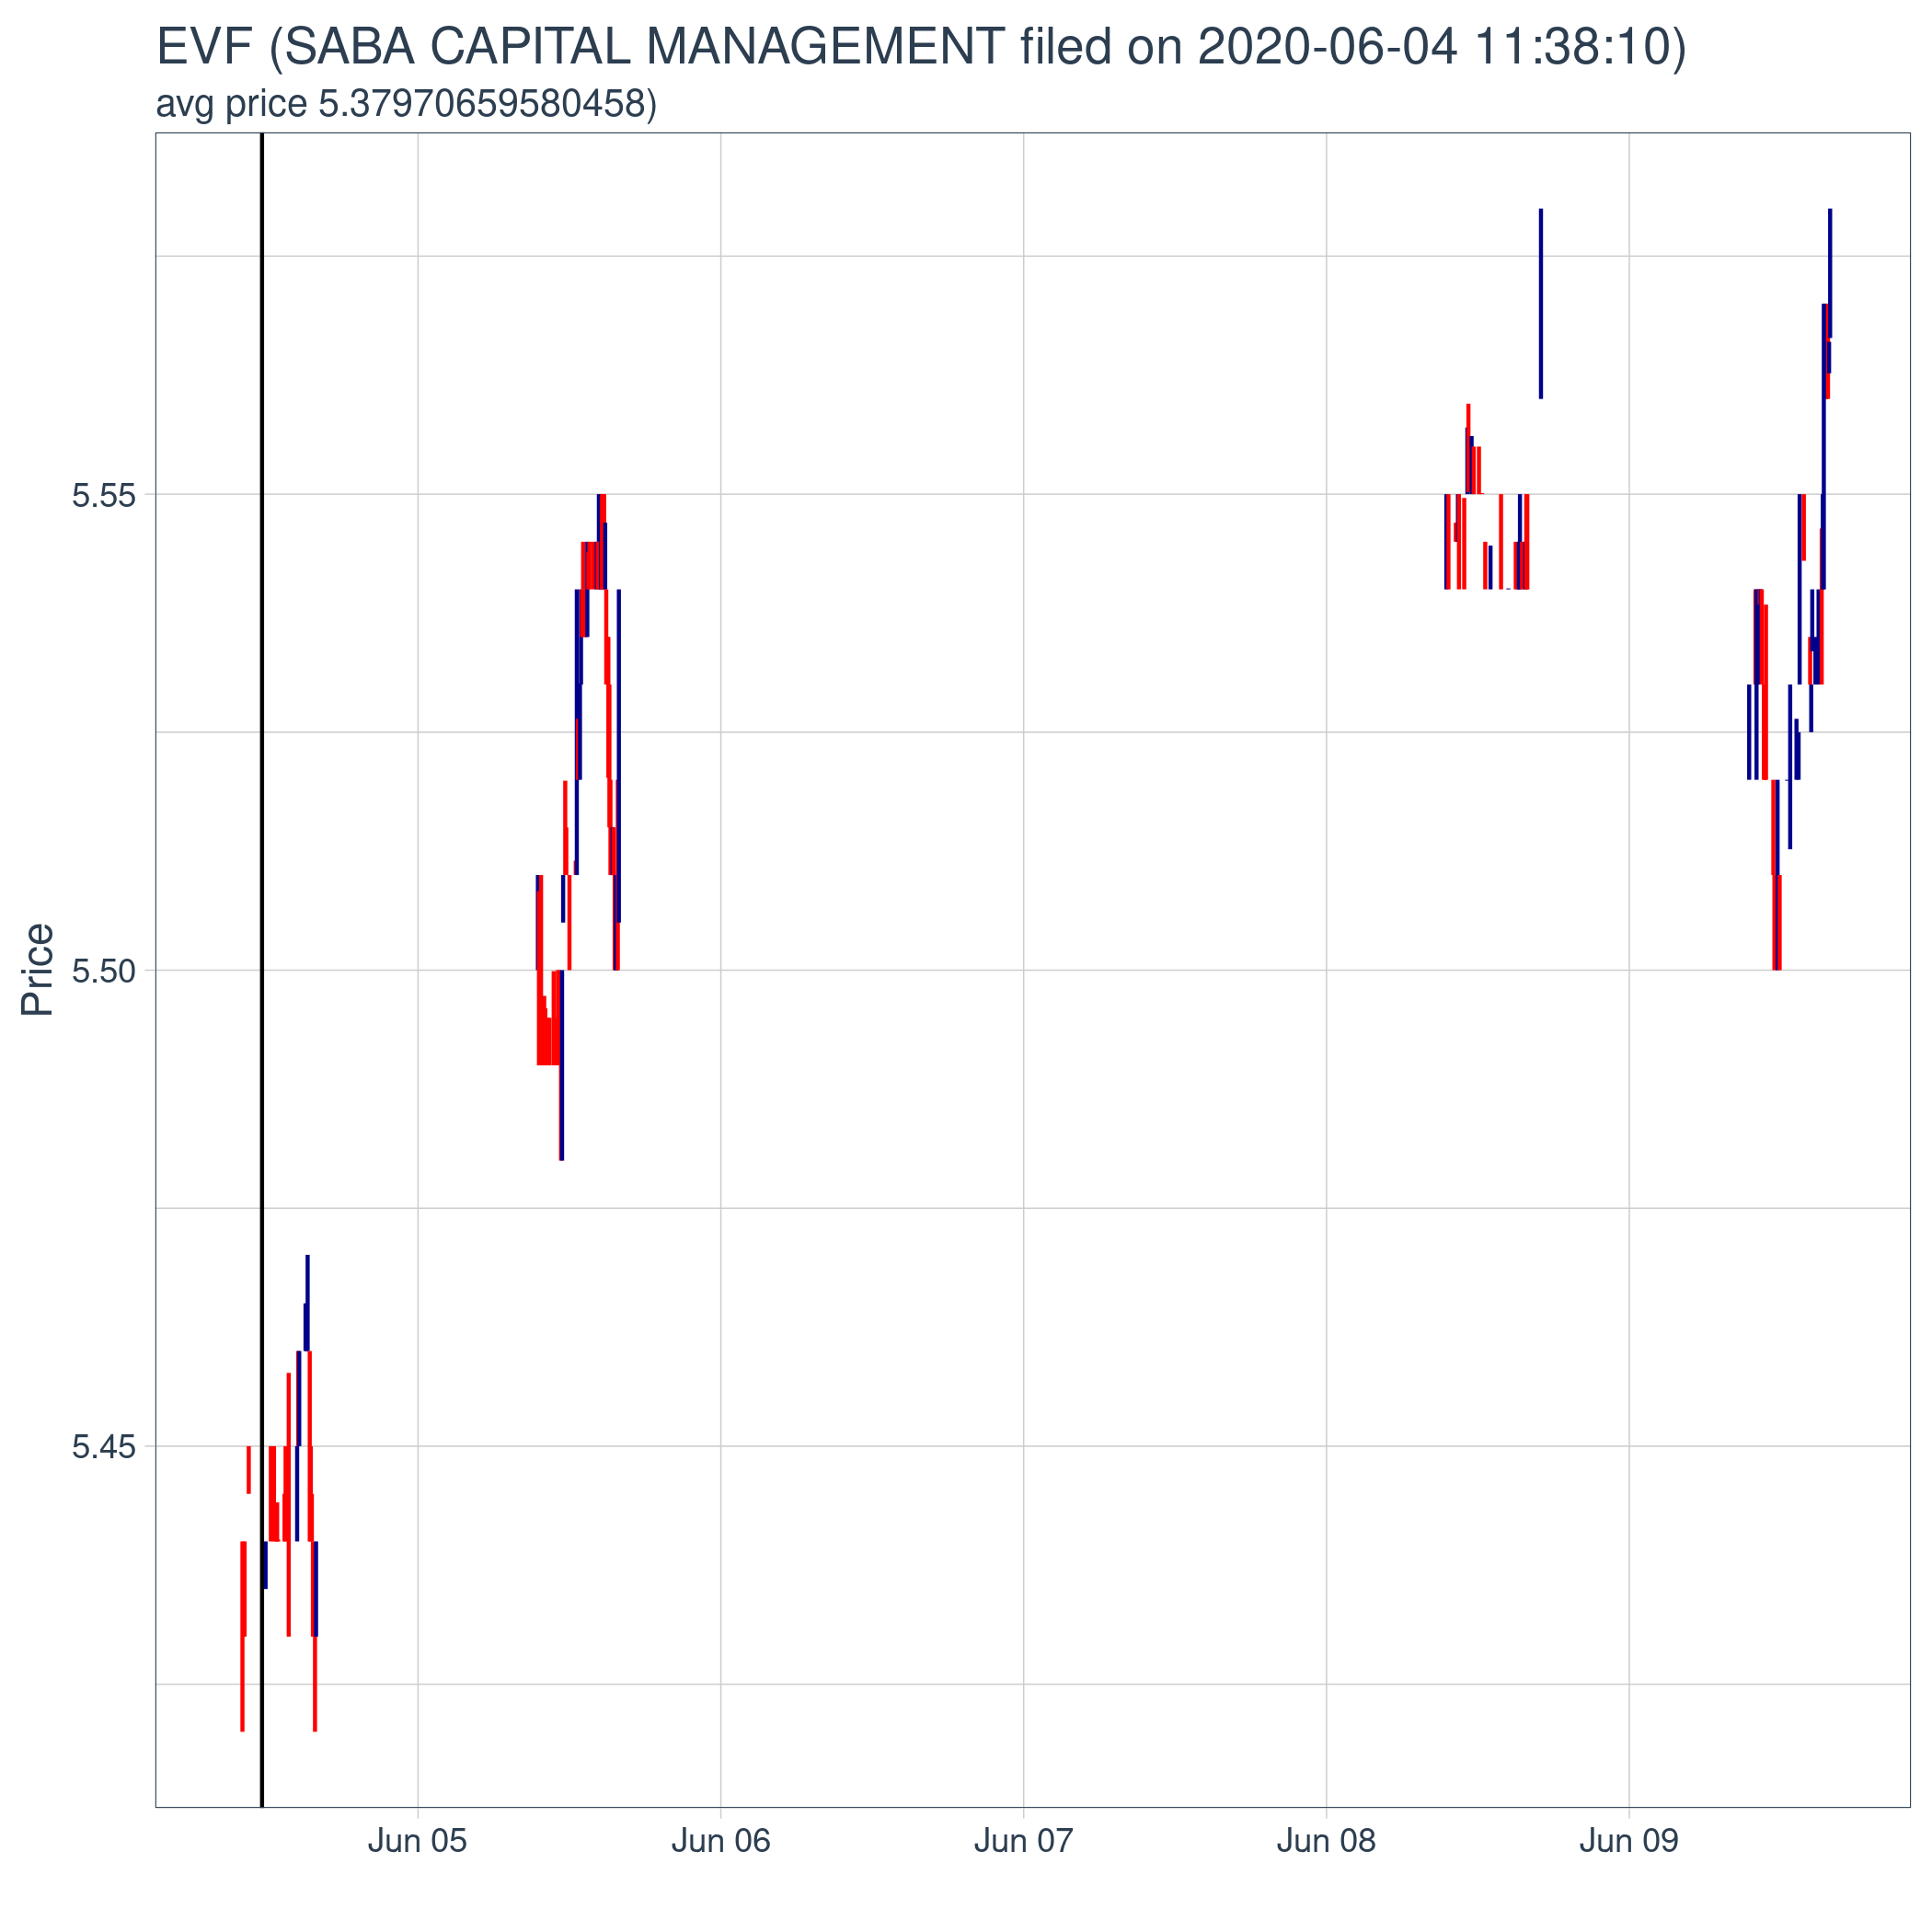 EVF (SABA CAPITAL MANAGEMENT filed on 2020-06-04 11:38:10)
avg price 5.37970659580458)
5.55
5.50
5.45
Price
Jun 05 Jun 06 Jun 07 Jun 08 Jun 09